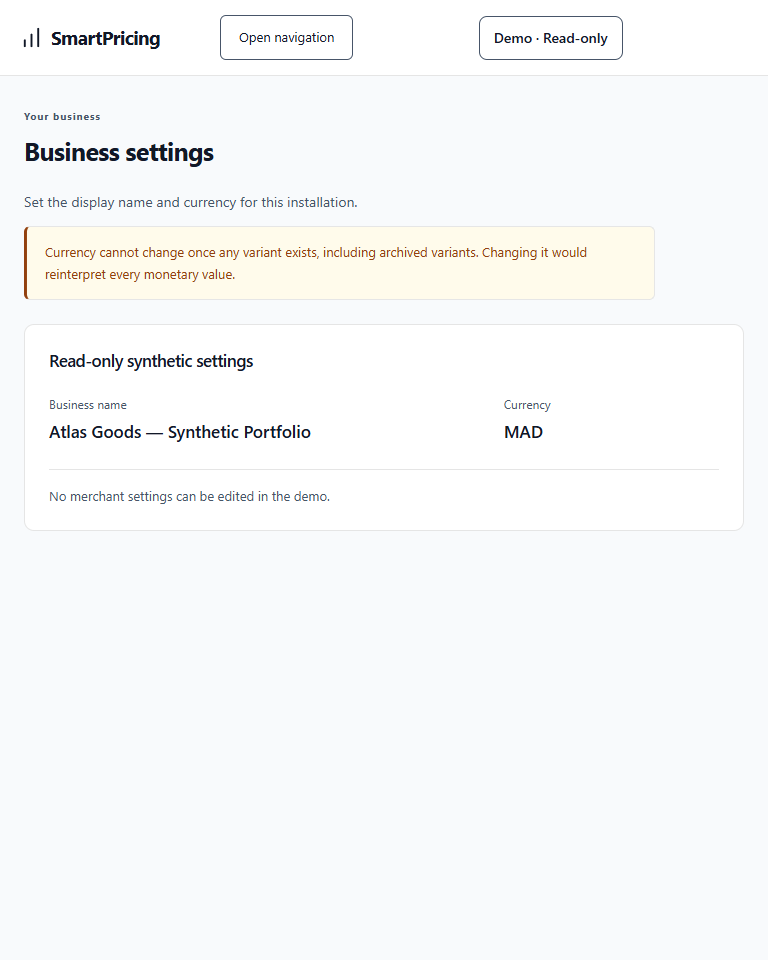 SmartPricing
Open navigation
Demo · Read-only
Your business
Business settings
Set the display name and currency for this installation.
Currency cannot change once any variant exists, including archived variants. Changing it would
reinterpret every monetary value.
Read-only synthetic settings
Business name
Currency
Atlas Goods — Synthetic Portfolio
MAD
No merchant settings can be edited in the demo.